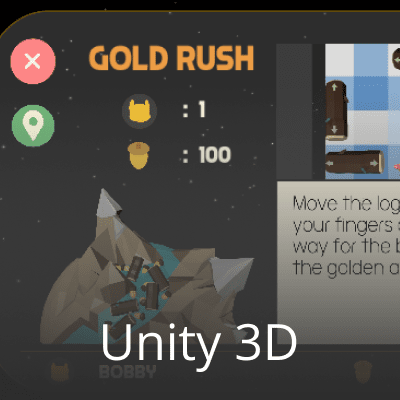 GOLD RUSH
: 1
: 100
Move the log
your fingers
way for the b
the golden a
Unity 3D
BOBBY